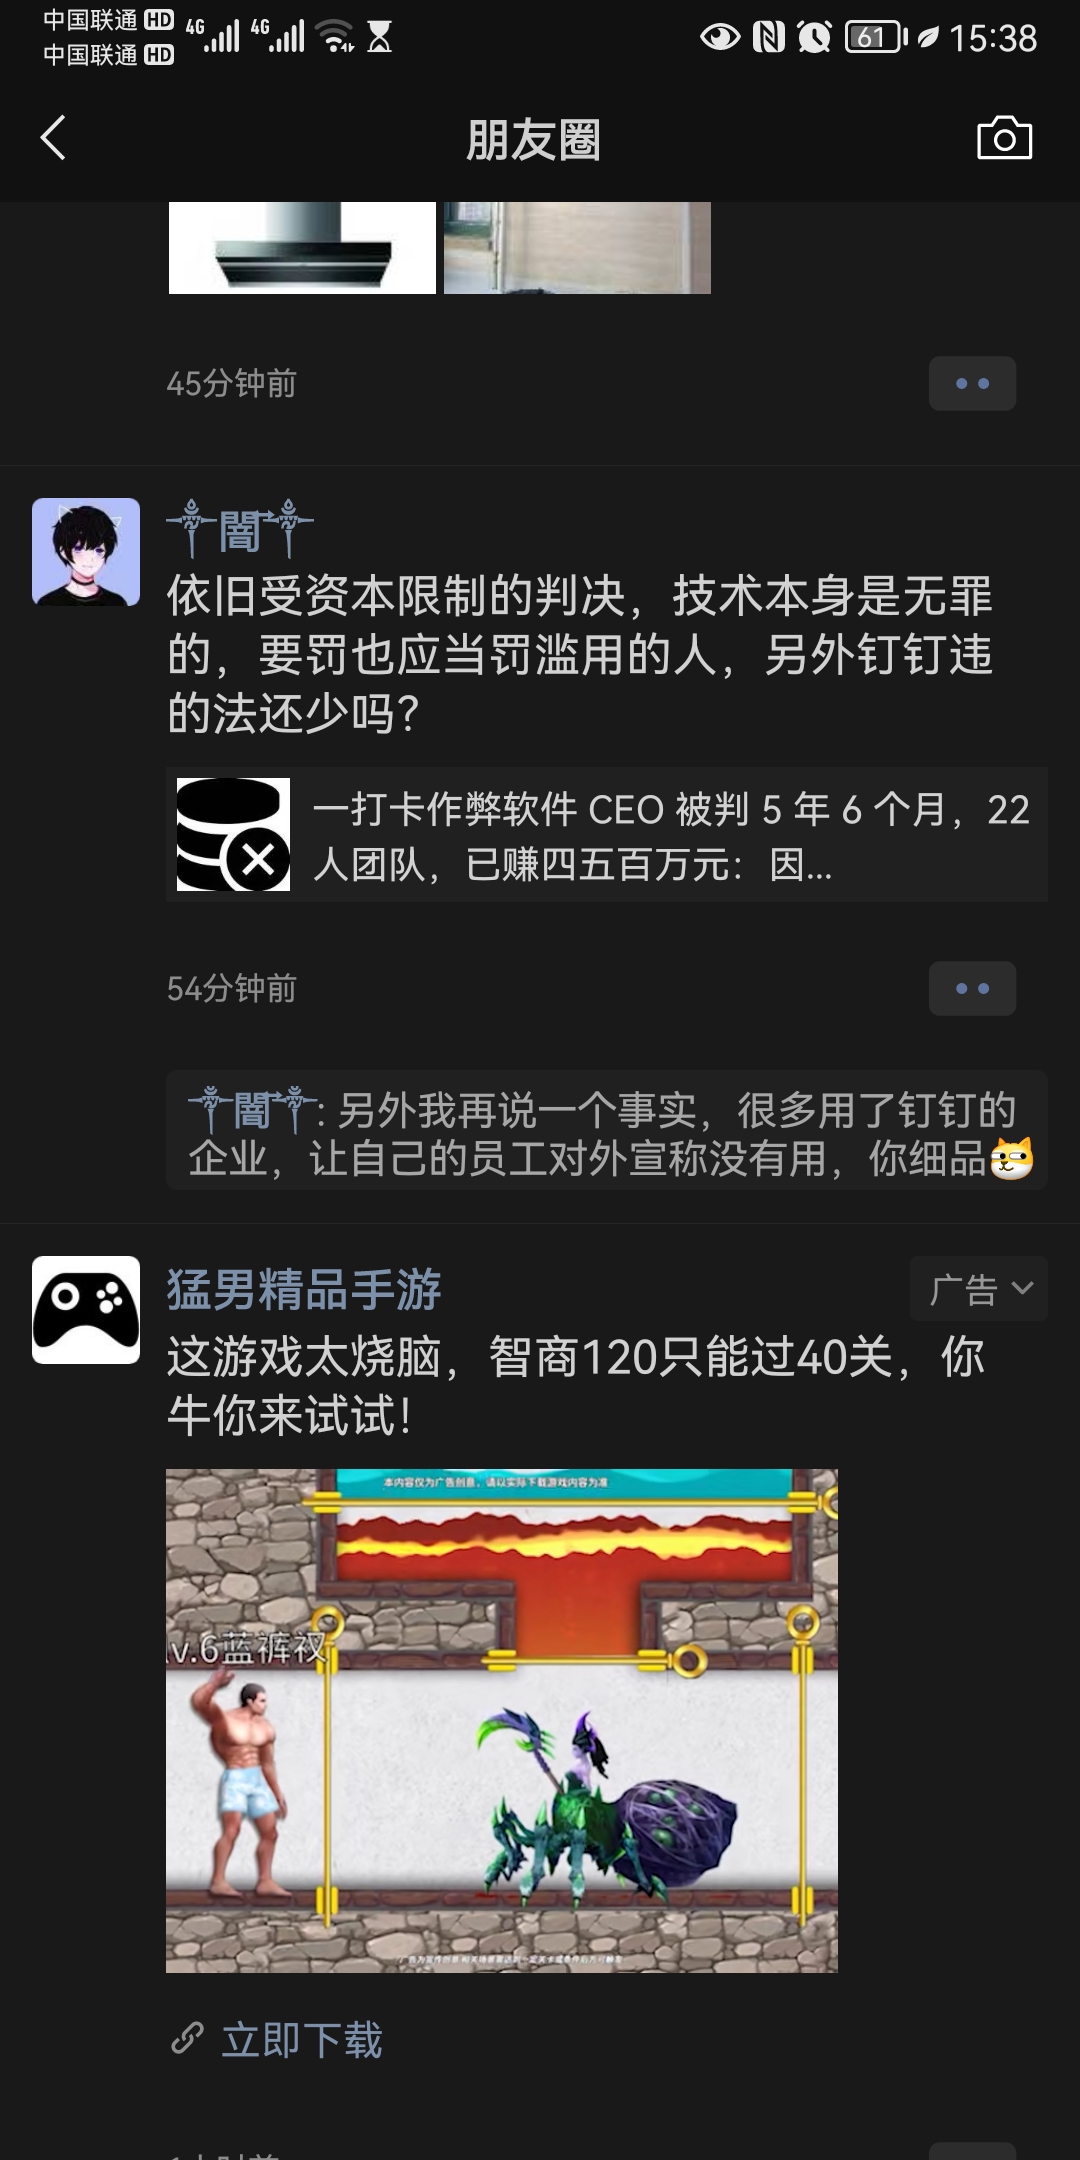 中国联通 HD 4G 4G 61 15:38
中国联通 HD
朋友圈
45分钟前
闇
依旧受资本限制的判决，技术本身是无罪
的，要罚也应当罚滥用的人，另外钉钉违
的法还少吗？
一打卡作弊软件 CEO 被判 5 年 6 个月，22
人团队，已赚四五百万元：因...
54分钟前
闇: 另外我再说一个事实，很多用了钉钉的
企业，让自己的员工对外宣称没有用，你细品
猛男精品手游
广告
这游戏太烧脑，智商120只能过40关，你
牛你来试试！
本内容仅为广告创意，请以实际下载游戏内容为准
lv.6蓝裤衩
立即下载